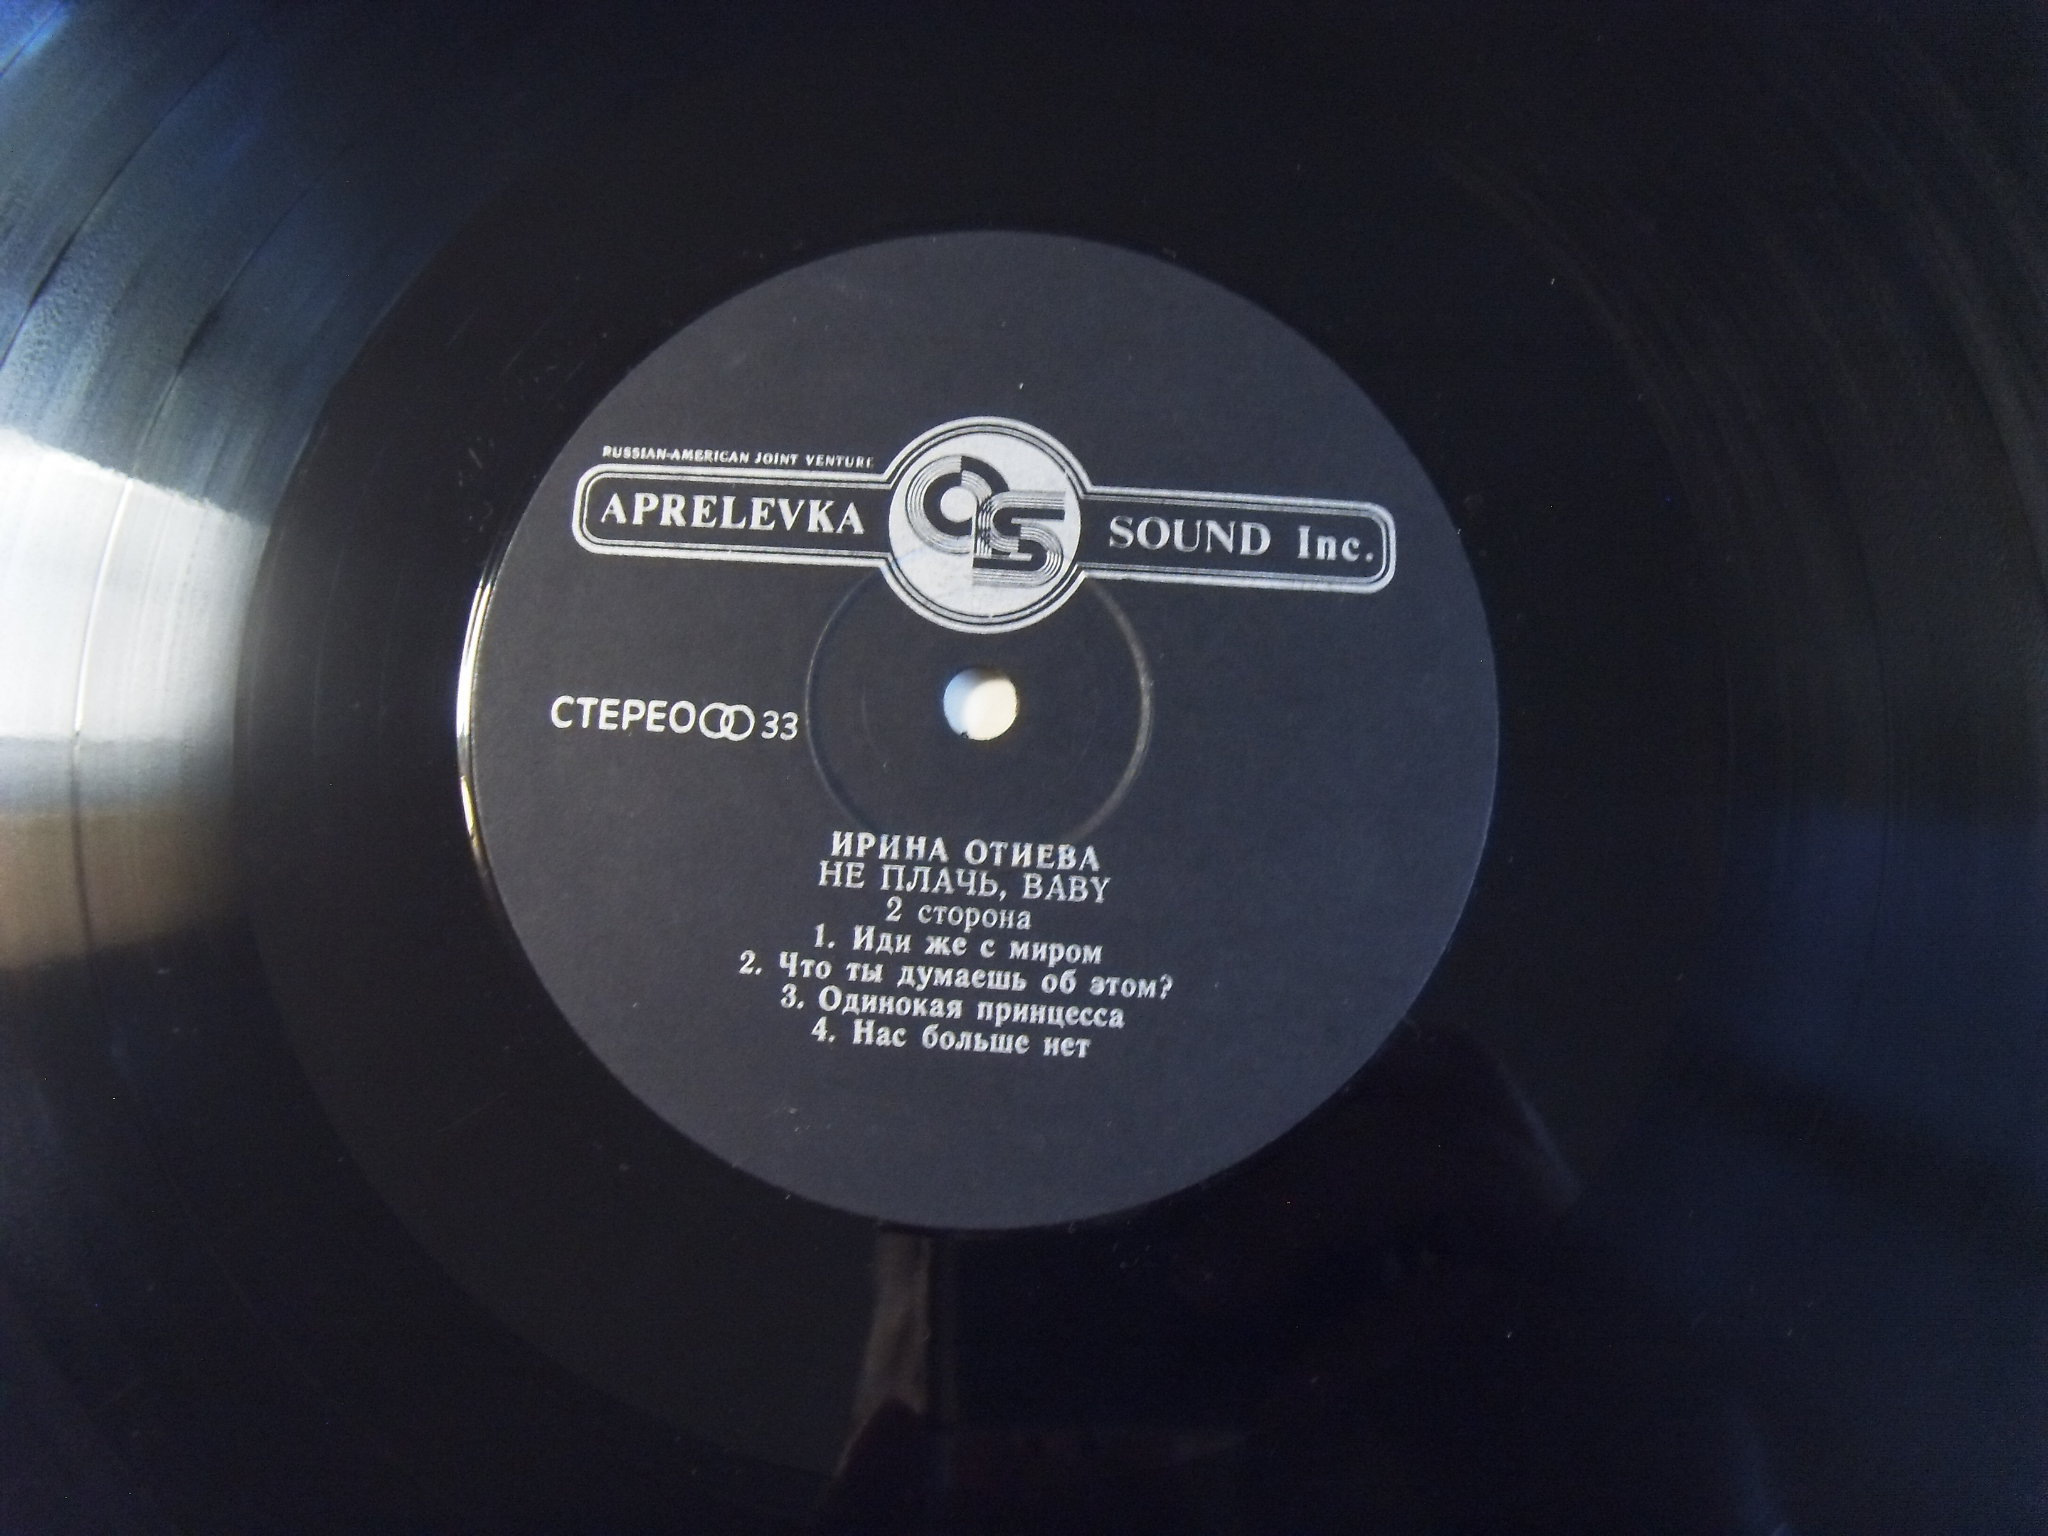 RUSSIAN-AMERICAN JOINT VENTURE
APRELEVKA SOUND Inc.
СТЕРЕО 33
ИРИНА ОТИЕВА
НЕ ПЛАЧЬ, BABY
2 сторона
1. Иди же с миром
2. Что ты думаешь об этом?
3. Одинокая принцесса
4. Нас больше нет